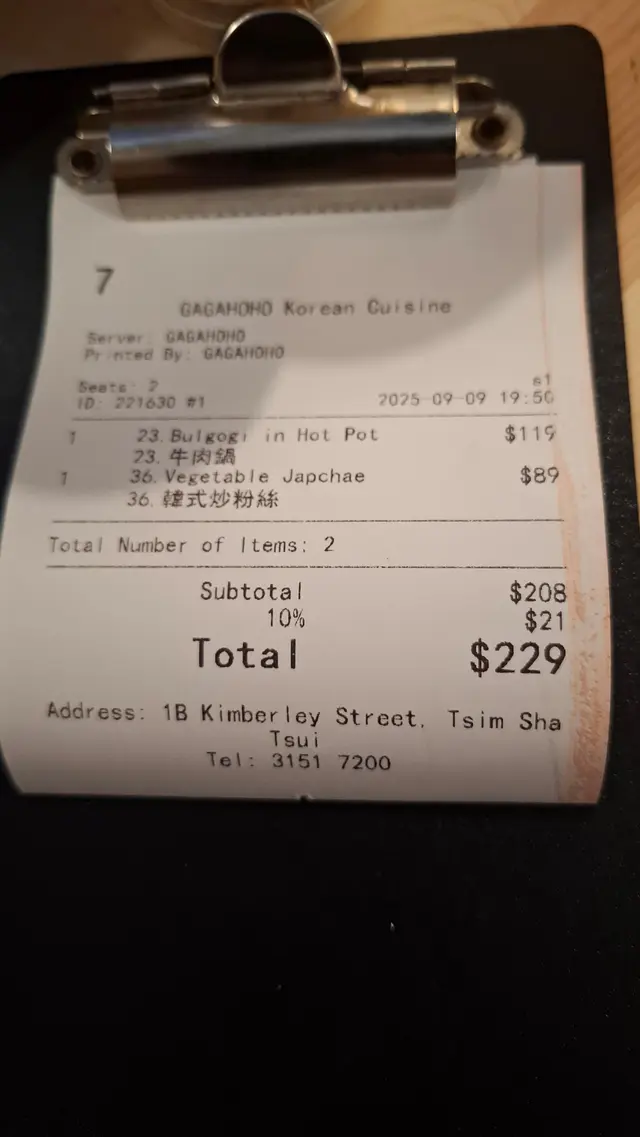 7
GAGAHOHO Korean Cuisine
Server: GAGAHOHO
Printed By: GAGAHOHO
Seats: 2 s1
ID: 221630 #1 2025-09-09 19:50
1 23. Bulgogi in Hot Pot $119
23. 牛肉鍋
1 36. Vegetable Japchae $89
36. 韓式炒粉絲
Total Number of Items: 2
Subtotal $208
10% $21
Total $229
Address: 1B Kimberley Street, Tsim Sha
Tsui
Tel: 3151 7200